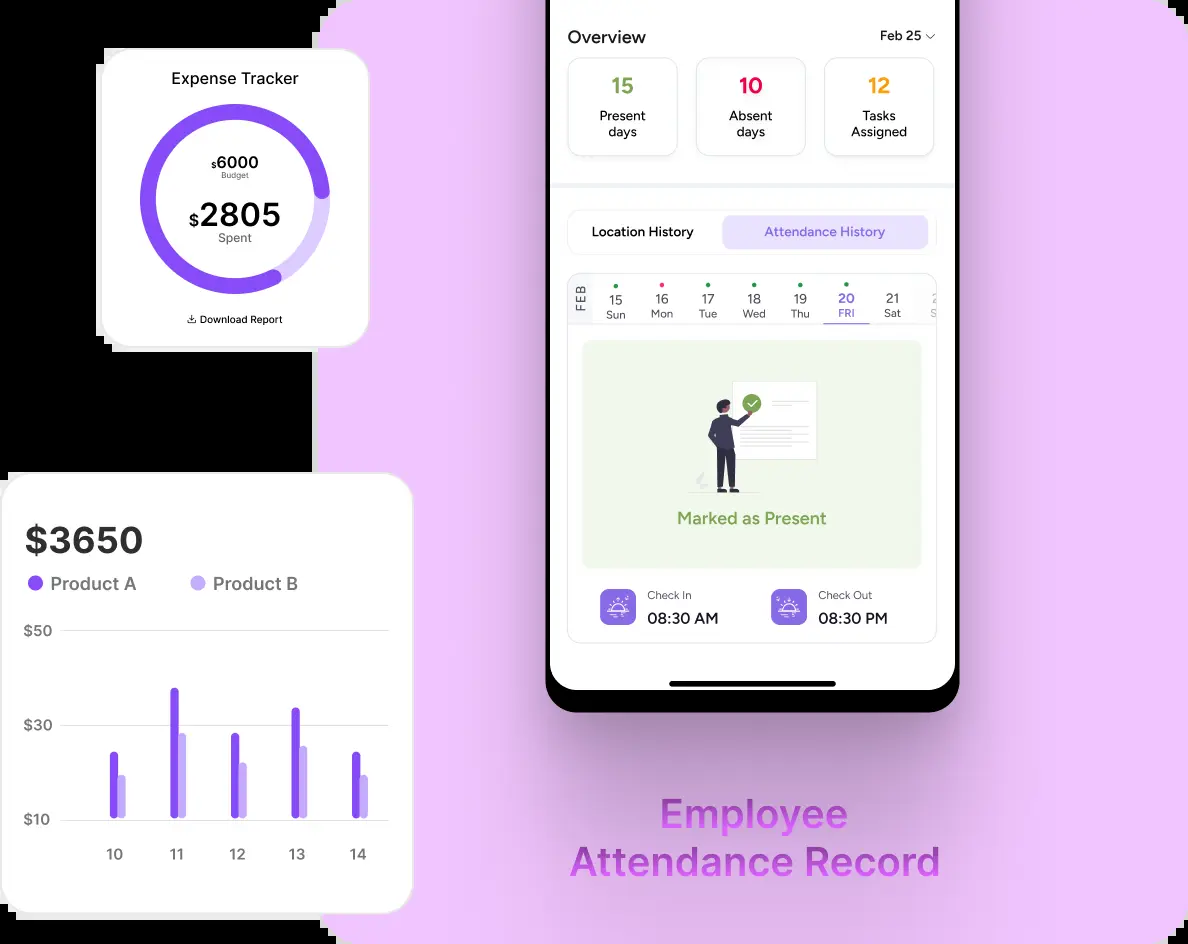 Expense Tracker
$6000
Budget
$2805
Spent
Download Report
$3650
Product A
Product B
$50
$30
$10
10 11 12 13 14
Overview
Feb 25
15
Present
days
10
Absent
days
12
Tasks
Assigned
Location History
Attendance History
FEB
15 16 17 18 19 20 21
Sun Mon Tue Wed Thu FRI Sat
Marked as Present
Check In
08:30 AM
Check Out
08:30 PM
Employee
Attendance Record